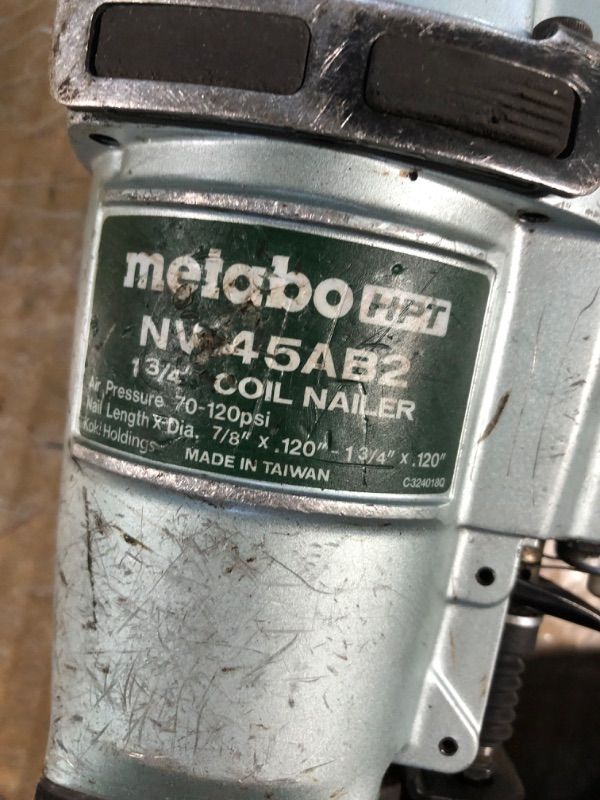 metabo HPT
NV 45AB2
1 3/4" COIL NAILER
Air Pressure 70-120psi
Nail Length x Dia. 7/8" x .120" - 1 3/4" x .120"
Koki Holdings
MADE IN TAIWAN
C324018Q